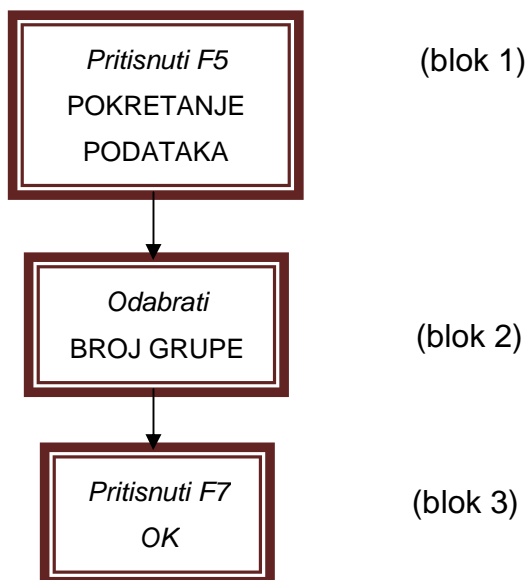 Pritisnuti F5
POKRETANJE
PODATAKA
(blok 1)
Odabrati
BROJ GRUPE
(blok 2)
Pritisnuti F7
OK
(blok 3)